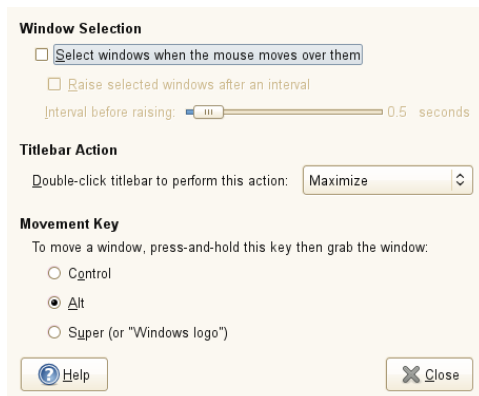 Window Selection
Select windows when the mouse moves over them
Raise selected windows after an interval
Interval before raising: 0.5 seconds
Titlebar Action
Double-click titlebar to perform this action: Maximize
Movement Key
To move a window, press-and-hold this key then grab the window:
Control
Alt
Super (or "Windows logo")
Help Close